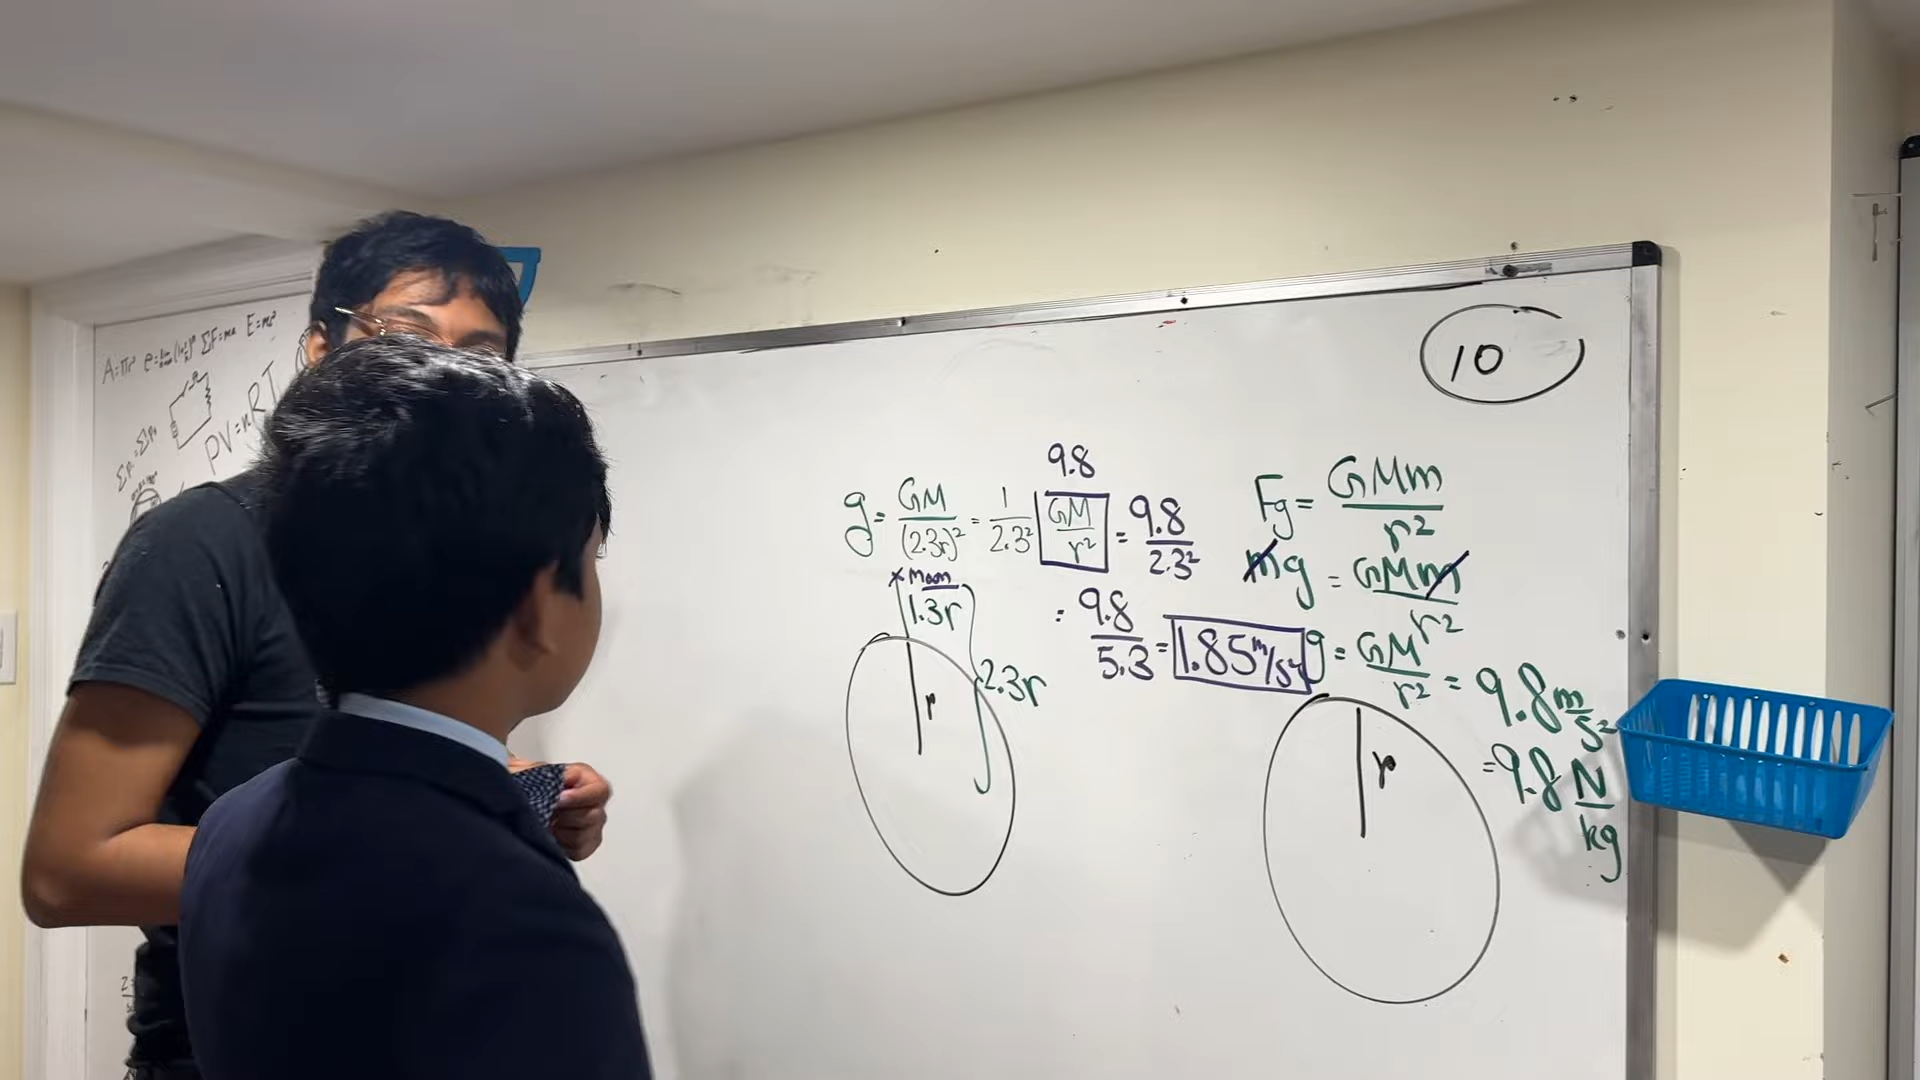 A=πr²
ΣF=ma
E=mc²
PV=nRT
10
9.8
g = GM/(2.3r)² = 1/2.3² GM/r² = 9.8/2.3²
= 9.8/5.3 = 1.85 m/s²
Moon
1.3r
r
2.3r
Fg = GMm/r²
mg = GMm/r²
g = GM/r² = 9.8 m/s²
= 9.8 N/kg
r